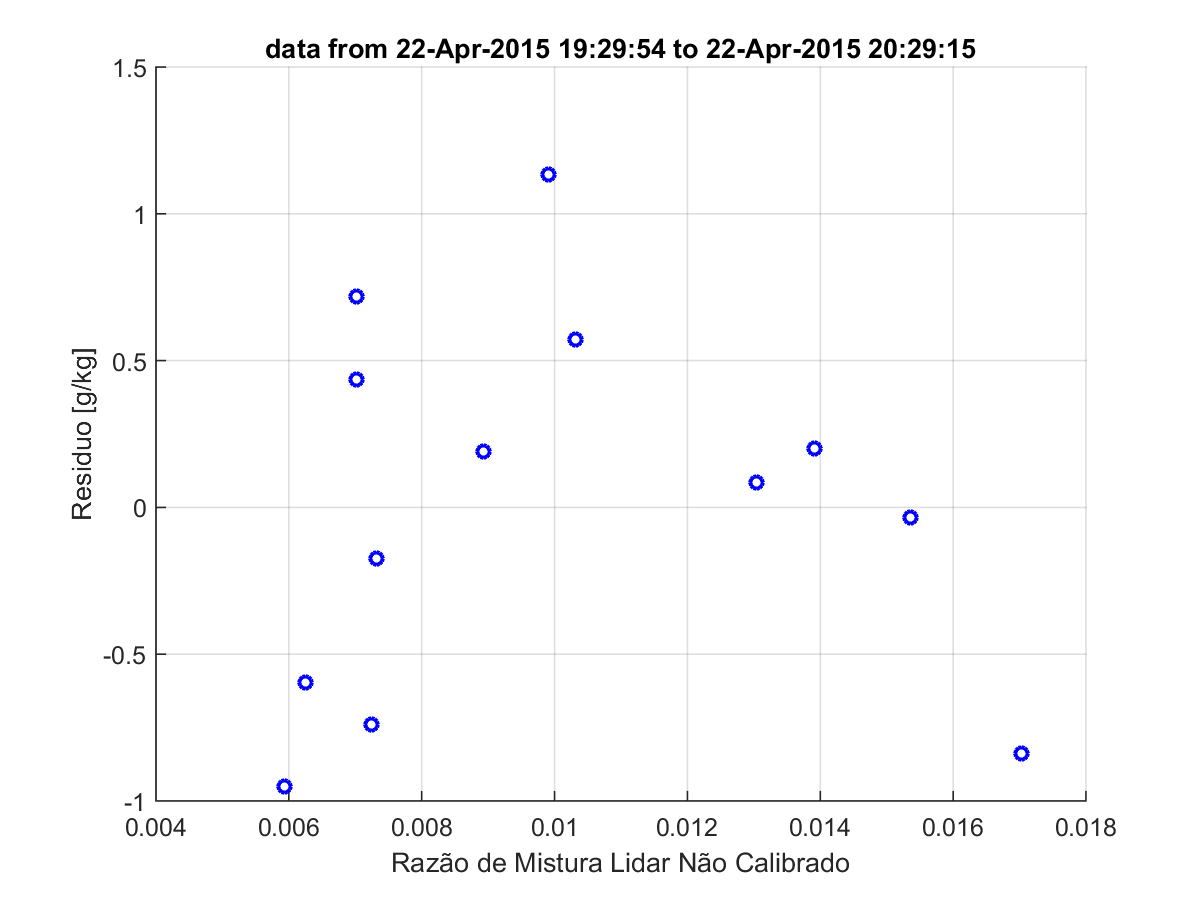 data from 22-Apr-2015 19:29:54 to 22-Apr-2015 20:29:15
1.5
1
0.5
0
-0.5
-1
Residuo [g/kg]
0.004 0.006 0.008 0.01 0.012 0.014 0.016 0.018
Razão de Mistura Lidar Não Calibrado